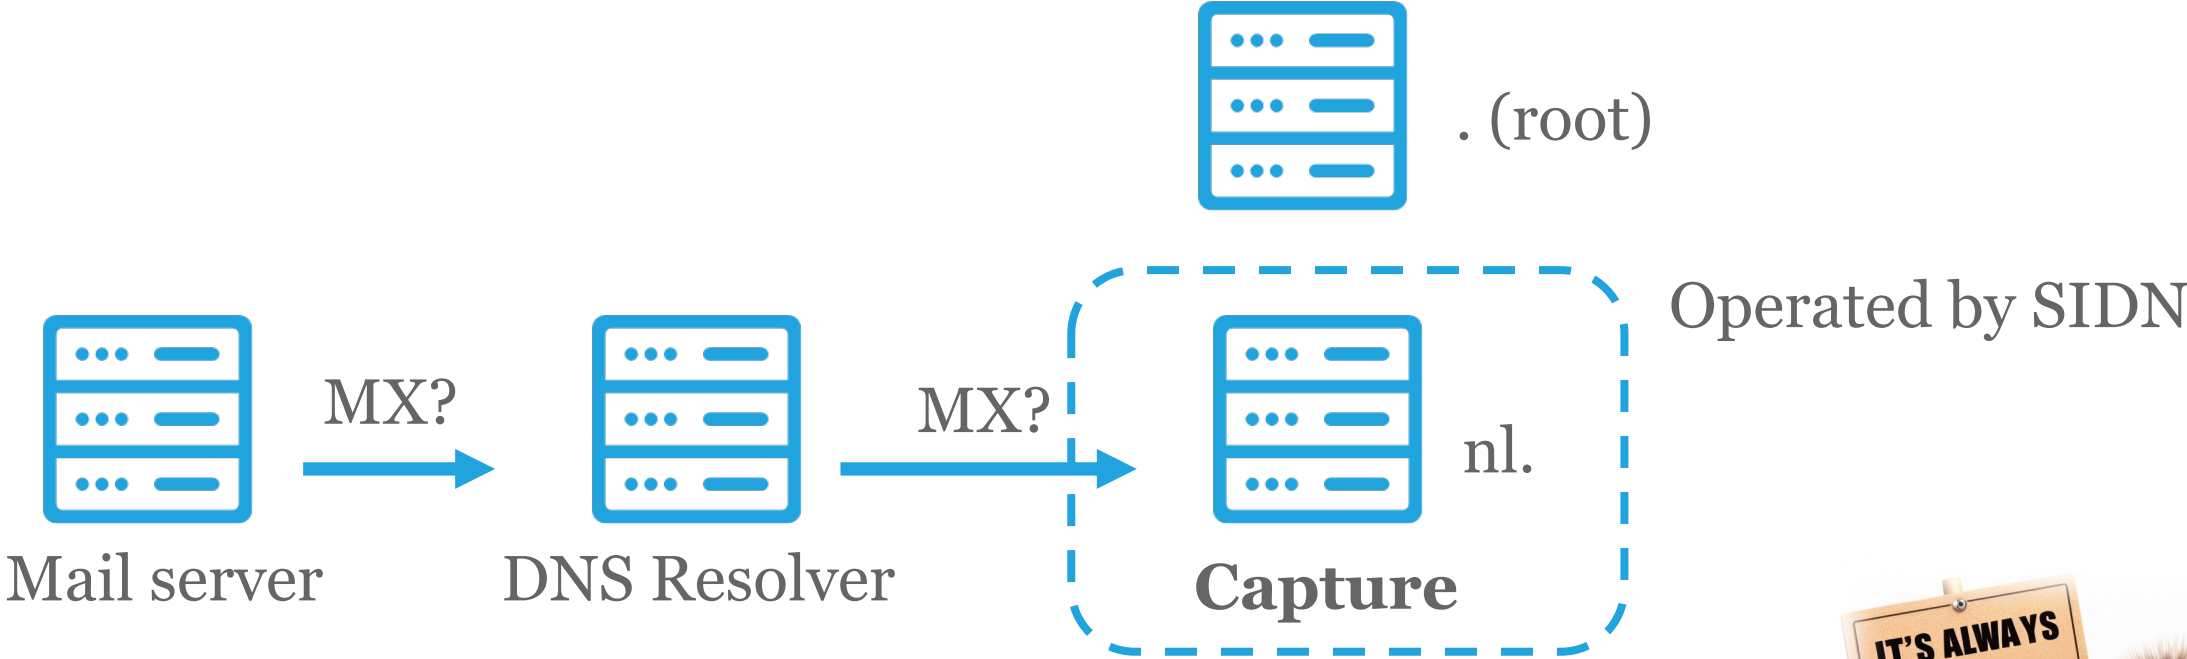 . (root)
Operated by SIDN
MX?
MX?
nl.
Mail server
DNS Resolver
Capture
IT'S ALWAYS